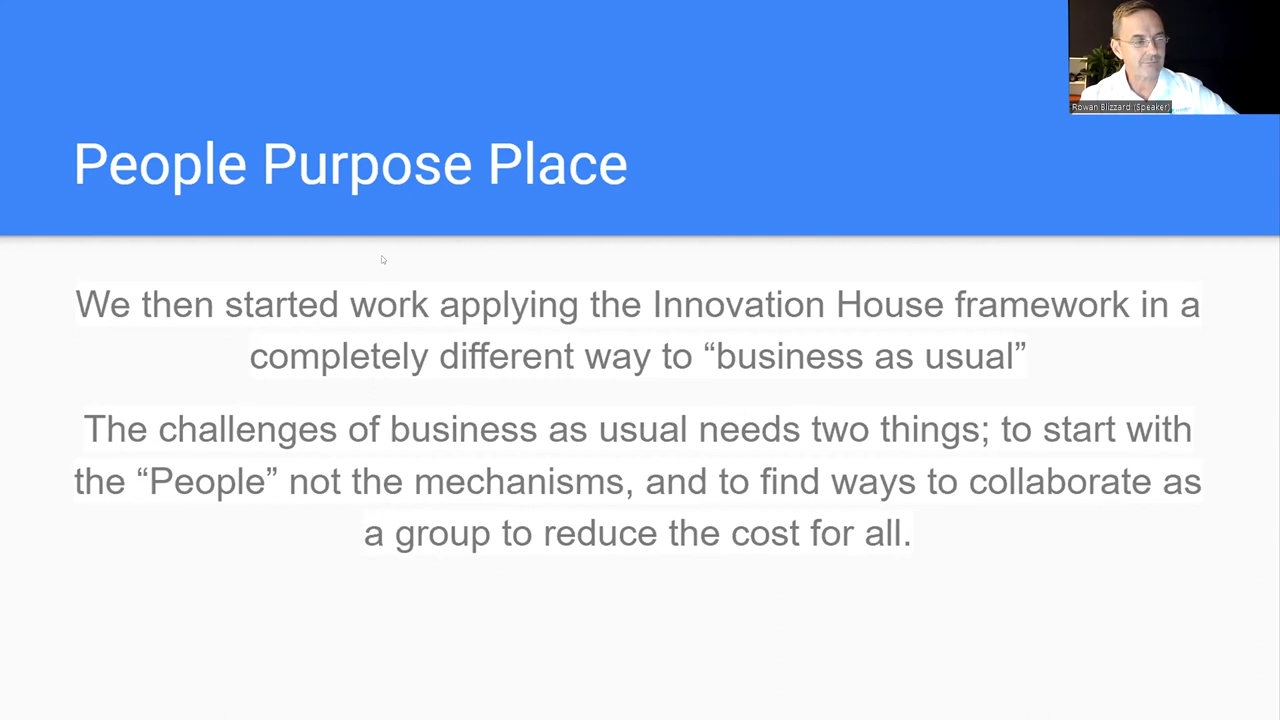 Rowan Blizzard (Speaker)
People Purpose Place
We then started work applying the Innovation House framework in a
completely different way to “business as usual”
The challenges of business as usual needs two things; to start with
the “People” not the mechanisms, and to find ways to collaborate as
a group to reduce the cost for all.